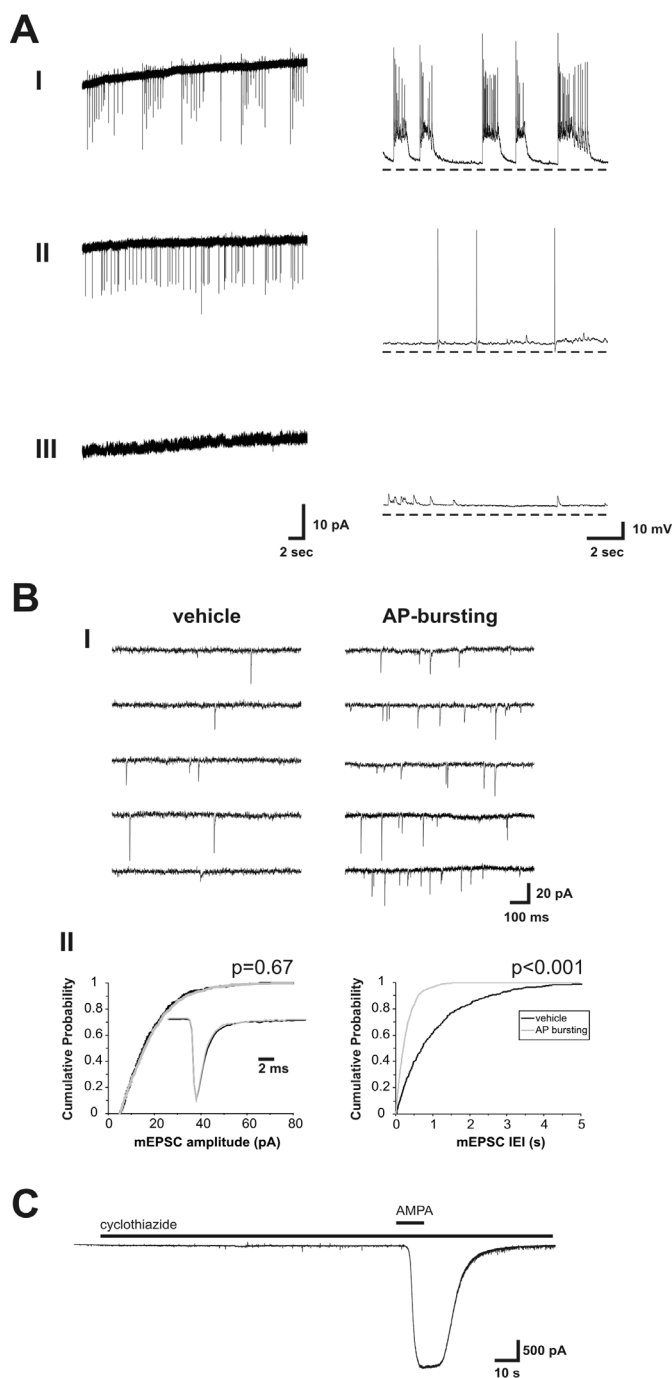 A
I
II
III
10 pA
2 sec
10 mV
2 sec
B
I
vehicle
AP-bursting
20 pA
100 ms
II
p=0.67
Cumulative Probability
1
0.8
0.6
0.4
0.2
0
0
20
40
60
80
2 ms
mEPSC amplitude (pA)
p<0.001
Cumulative Probability
1
0.8
0.6
0.4
0.2
0
0
1
2
3
4
5
vehicle
AP bursting
mEPSC IEI (s)
C
cyclothiazide
AMPA
500 pA
10 s